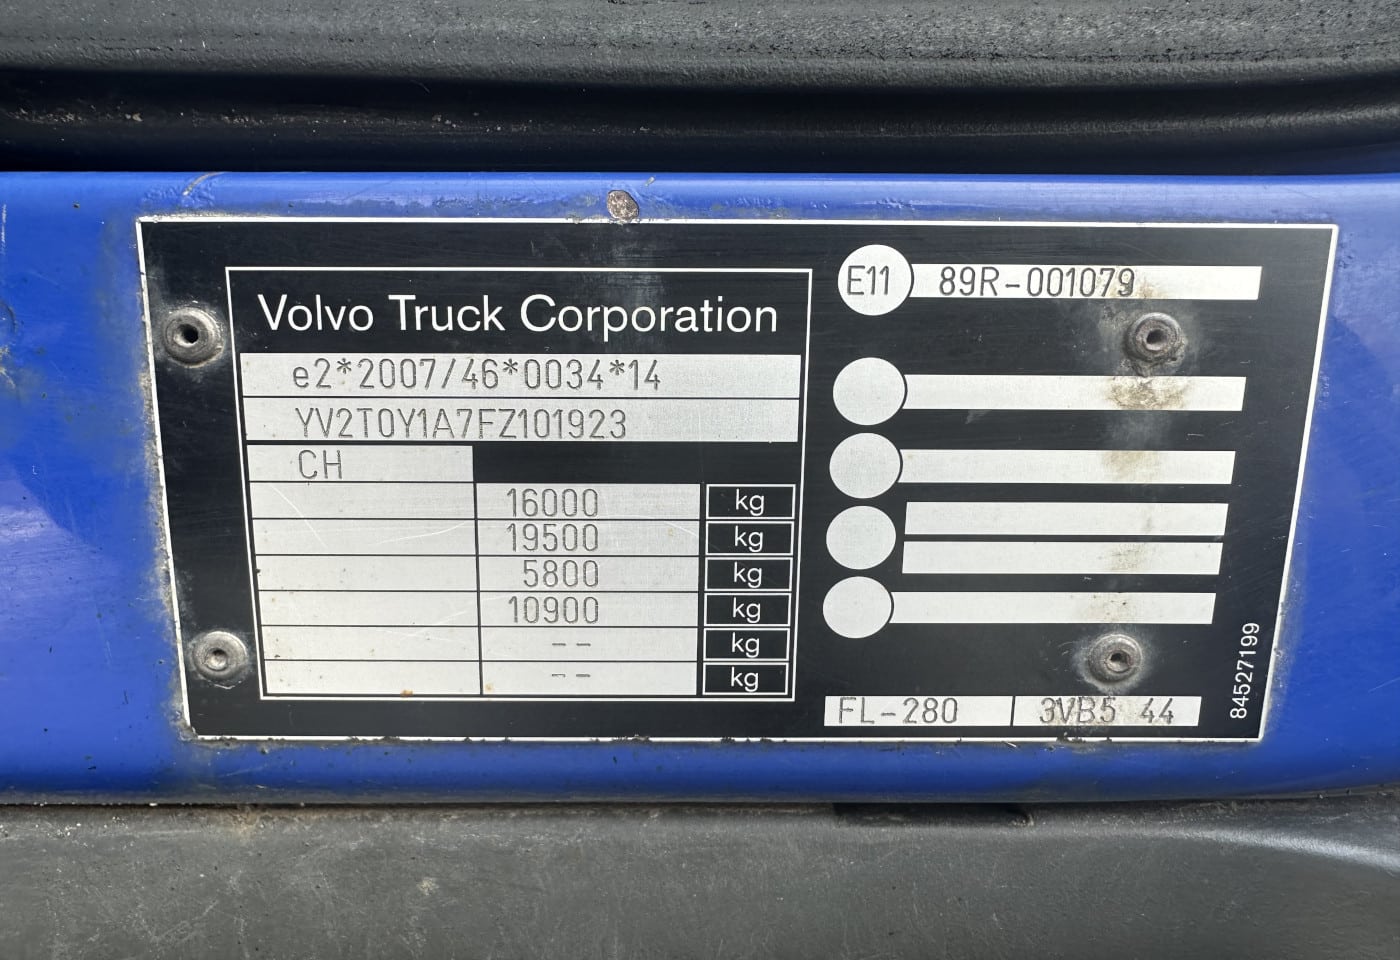 Volvo Truck Corporation
e2*2007/46*0034*14
YV2T0Y1A7FZ101923
CH
16000 kg
19500 kg
5800 kg
10900 kg
-- kg
-- kg
E11 89R-001079
FL-280 3VB5 44
84527199